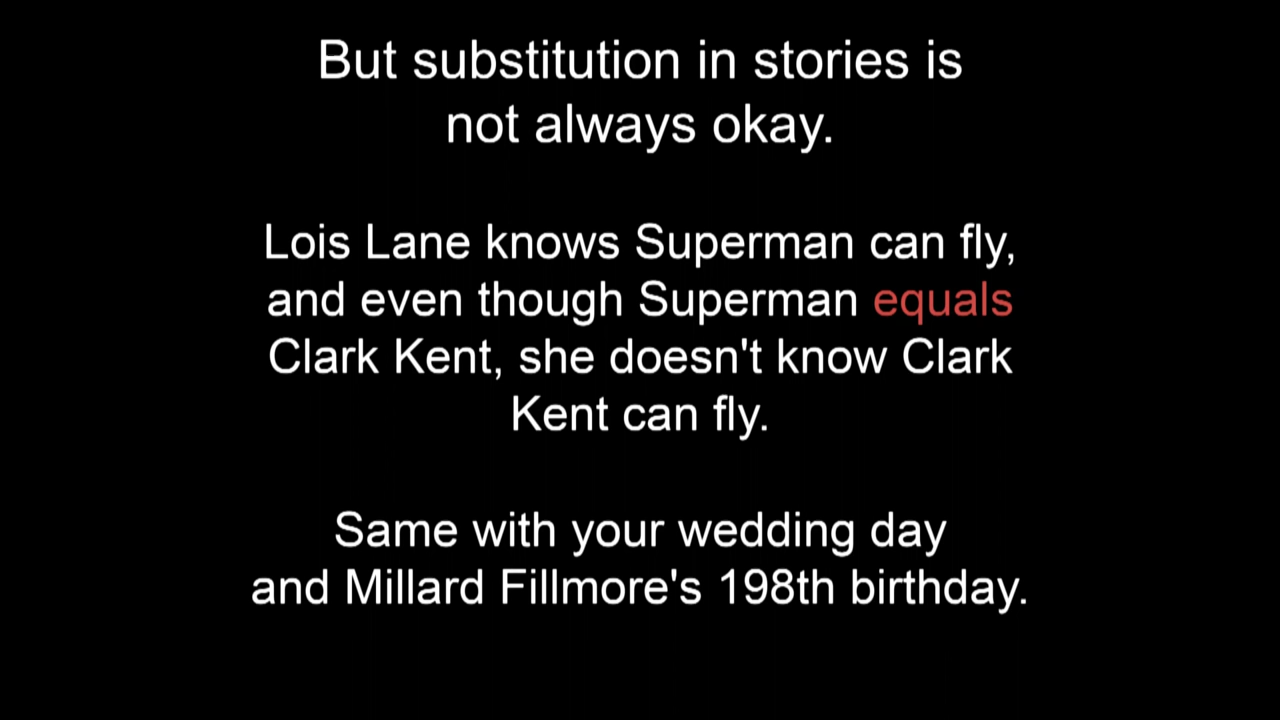 But substitution in stories is
not always okay.
Lois Lane knows Superman can fly,
and even though Superman equals
Clark Kent, she doesn't know Clark
Kent can fly.
Same with your wedding day
and Millard Fillmore's 198th birthday.